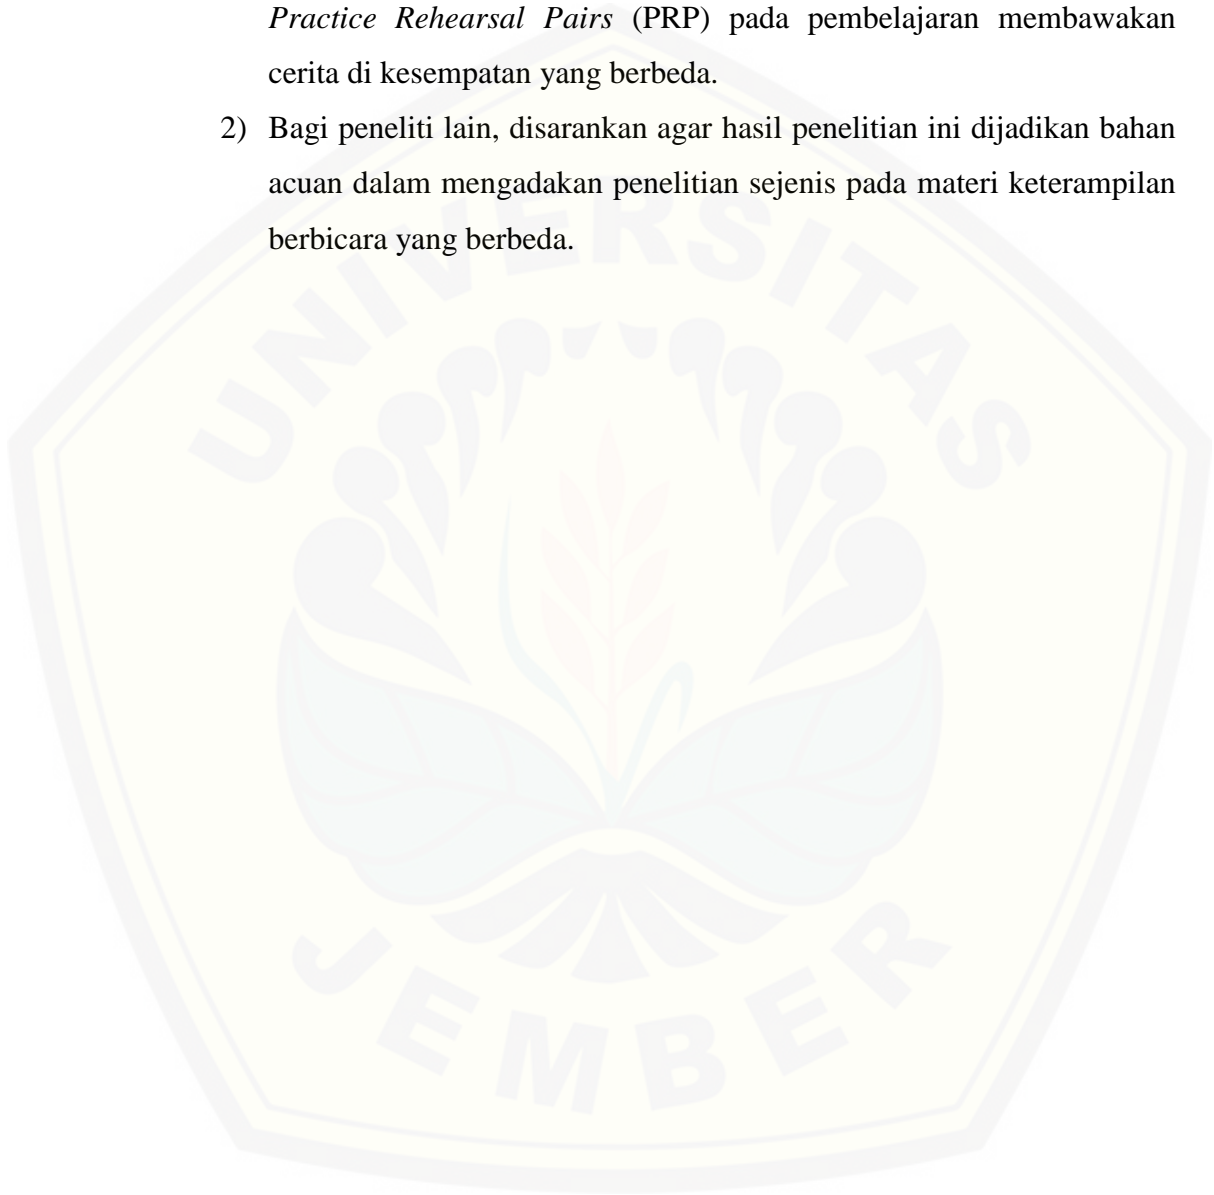 Practice Rehearsal Pairs (PRP) pada pembelajaran membawakan
cerita di kesempatan yang berbeda.
2) Bagi peneliti lain, disarankan agar hasil penelitian ini dijadikan bahan
acuan dalam mengadakan penelitian sejenis pada materi keterampilan
berbicara yang berbeda.
UNIVERSITAS
JEMBER